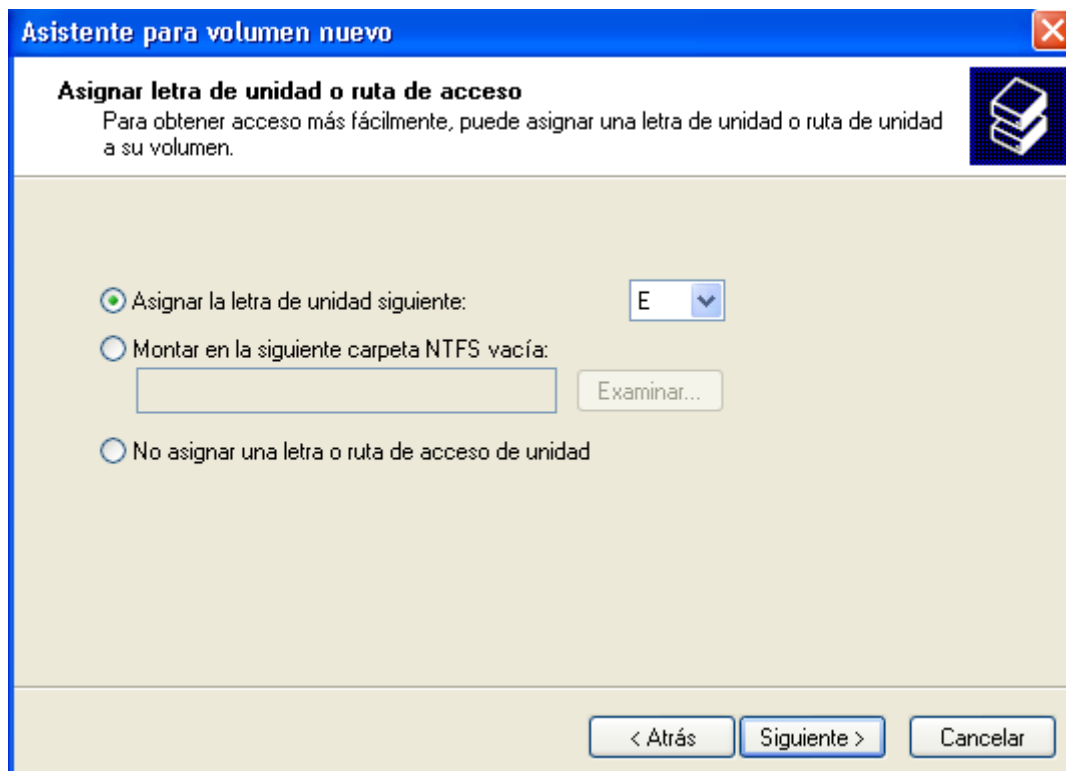 Asistente para volumen nuevo
Asignar letra de unidad o ruta de acceso
Para obtener acceso más fácilmente, puede asignar una letra de unidad o ruta de unidad
a su volumen.
Asignar la letra de unidad siguiente: E
Montar en la siguiente carpeta NTFS vacía:
Examinar...
No asignar una letra o ruta de acceso de unidad
< Atrás Siguiente > Cancelar